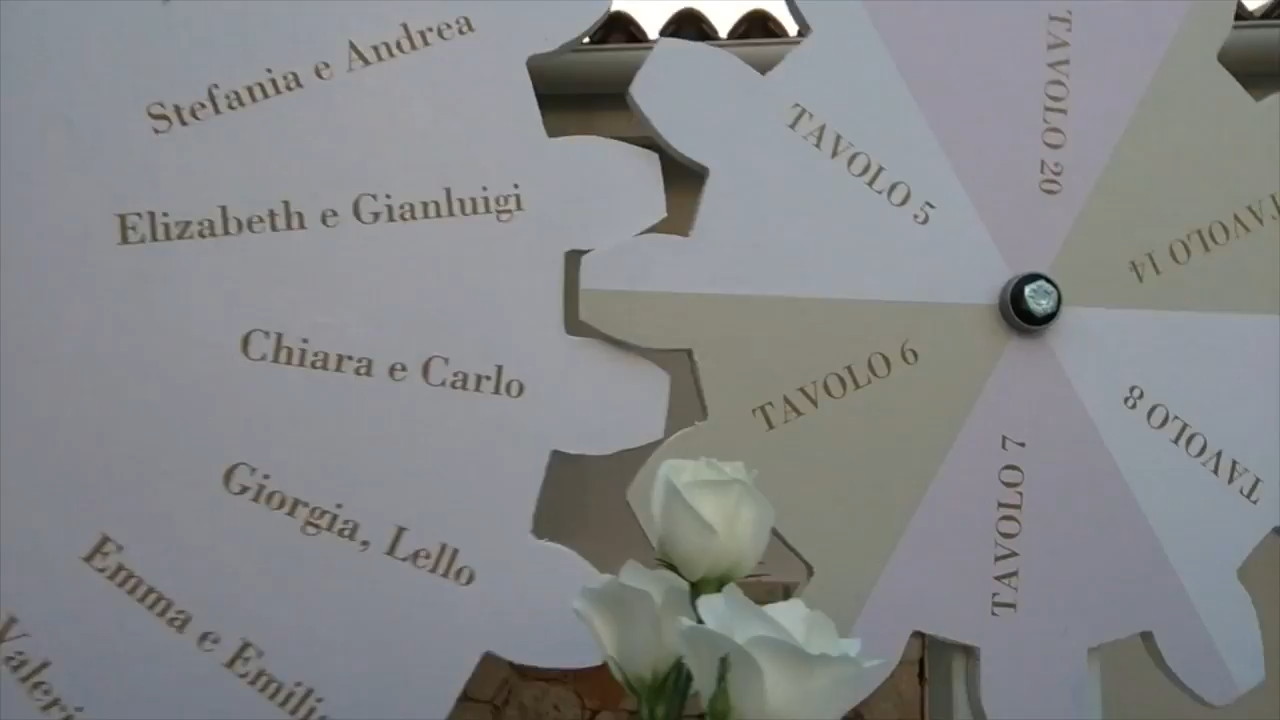 Stefania e Andrea
Elizabeth e Gianluigi
Chiara e Carlo
Giorgia, Lello
Emma e Emili
Valeri
TAVOLO 5
TAVOLO 20
TAVOLO 14
TAVOLO 6
TAVOLO 7
TAVOLO 8